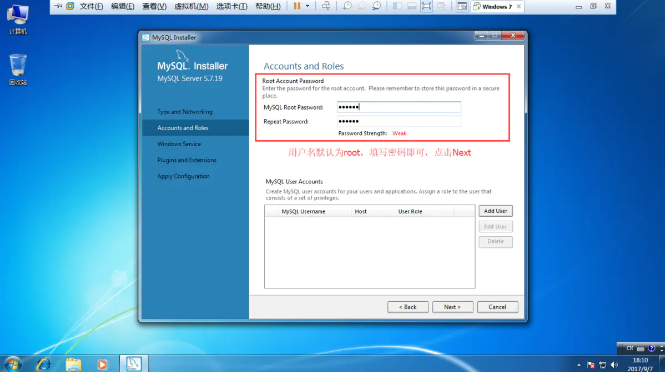 文件(F) 编辑(E) 查看(V) 虚拟机(M) 选项卡(T) 帮助(H)
Windows 7
计算机
回收站
MySQL Installer
MySQL. Installer
MySQL Server 5.7.19
Type and Networking
Accounts and Roles
Windows Service
Plugins and Extensions
Apply Configuration
Accounts and Roles
Root Account Password
Enter the password for the root account. Please remember to store this password in a secure
place.
MySQL Root Password: ••••••
Repeat Password: ••••••
Password Strength: Weak
用户名默认为root，填写密码即可，点击Next
MySQL User Accounts
Create MySQL user accounts for your users and applications. Assign a role to the user that
consists of a set of privileges.
MySQL Username Host User Role
Add User
Edit User
Delete
< Back Next > Cancel
18:10
2017/9/7